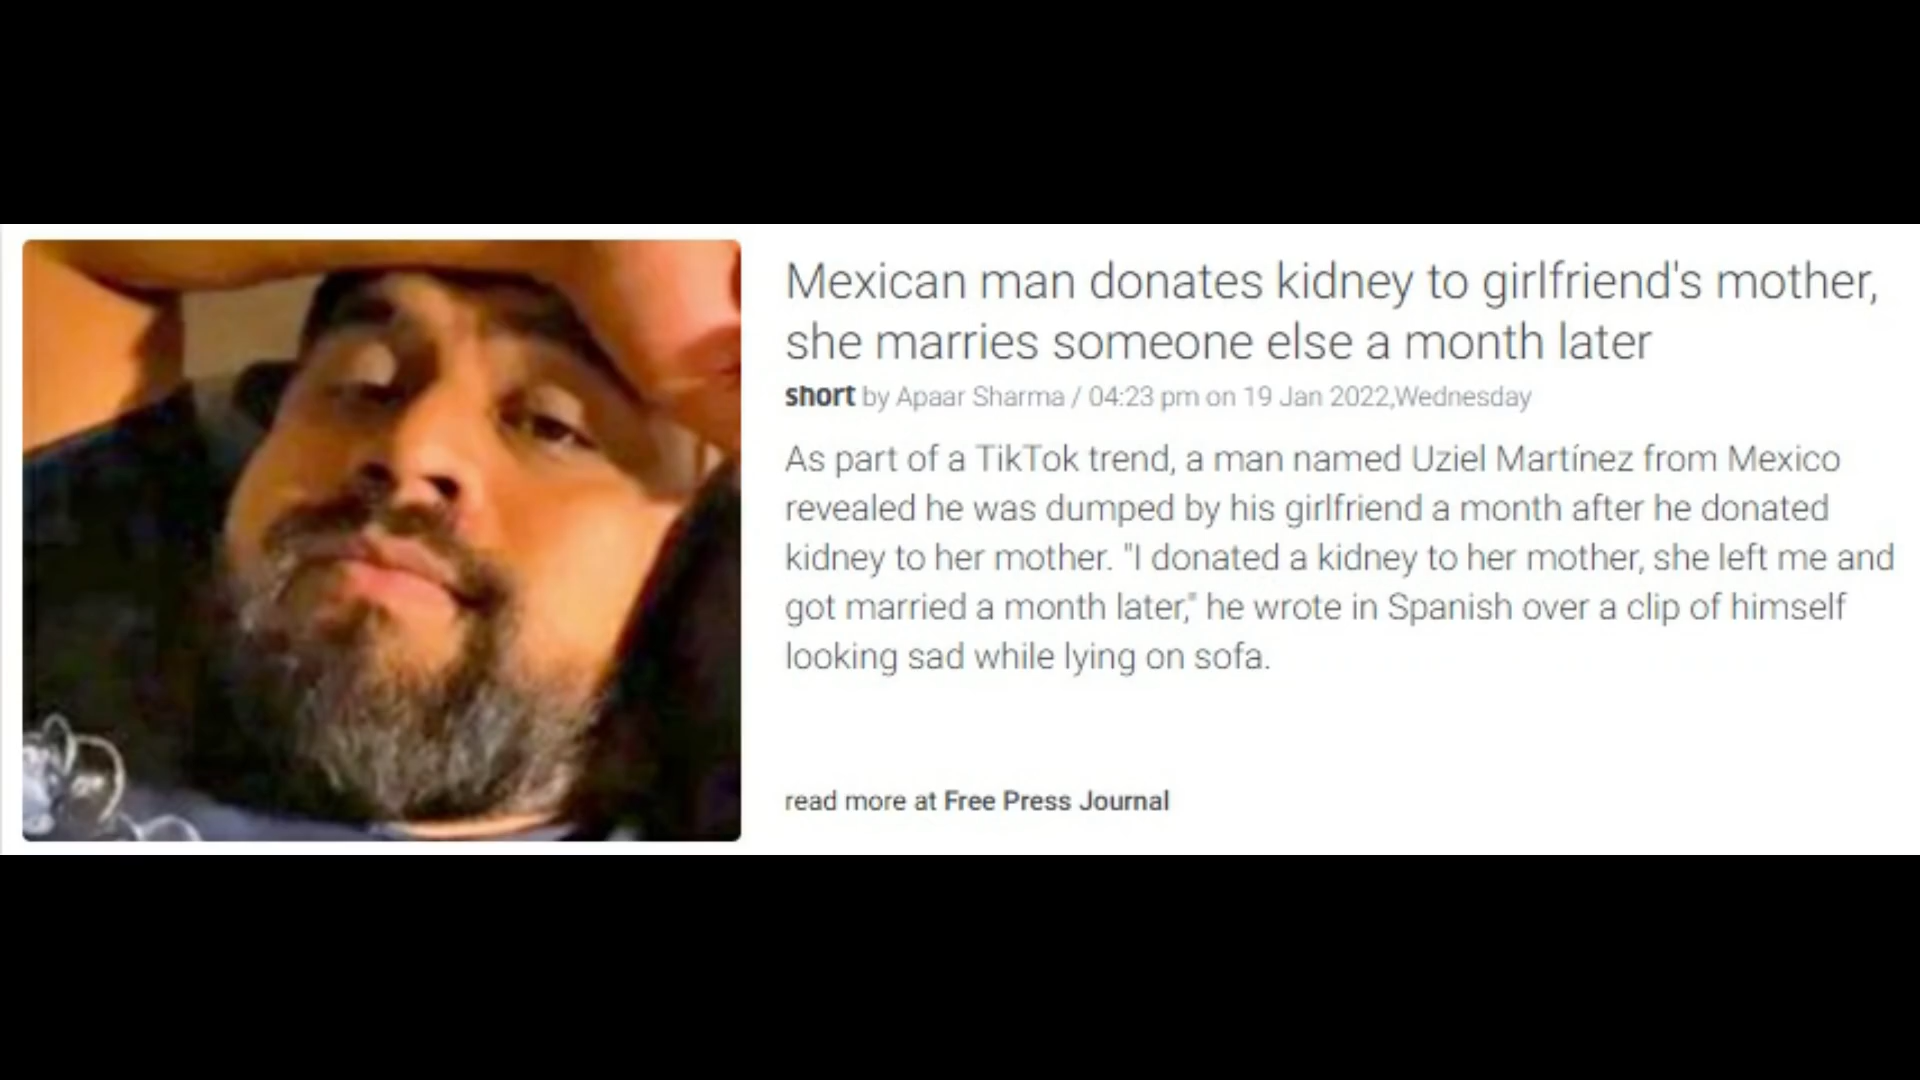 Mexican man donates kidney to girlfriend's mother,
she marries someone else a month later
short by Apaar Sharma / 04:23 pm on 19 Jan 2022,Wednesday
As part of a TikTok trend, a man named Uziel Martínez from Mexico
revealed he was dumped by his girlfriend a month after he donated
kidney to her mother. "I donated a kidney to her mother, she left me and
got married a month later," he wrote in Spanish over a clip of himself
looking sad while lying on sofa.
read more at Free Press Journal